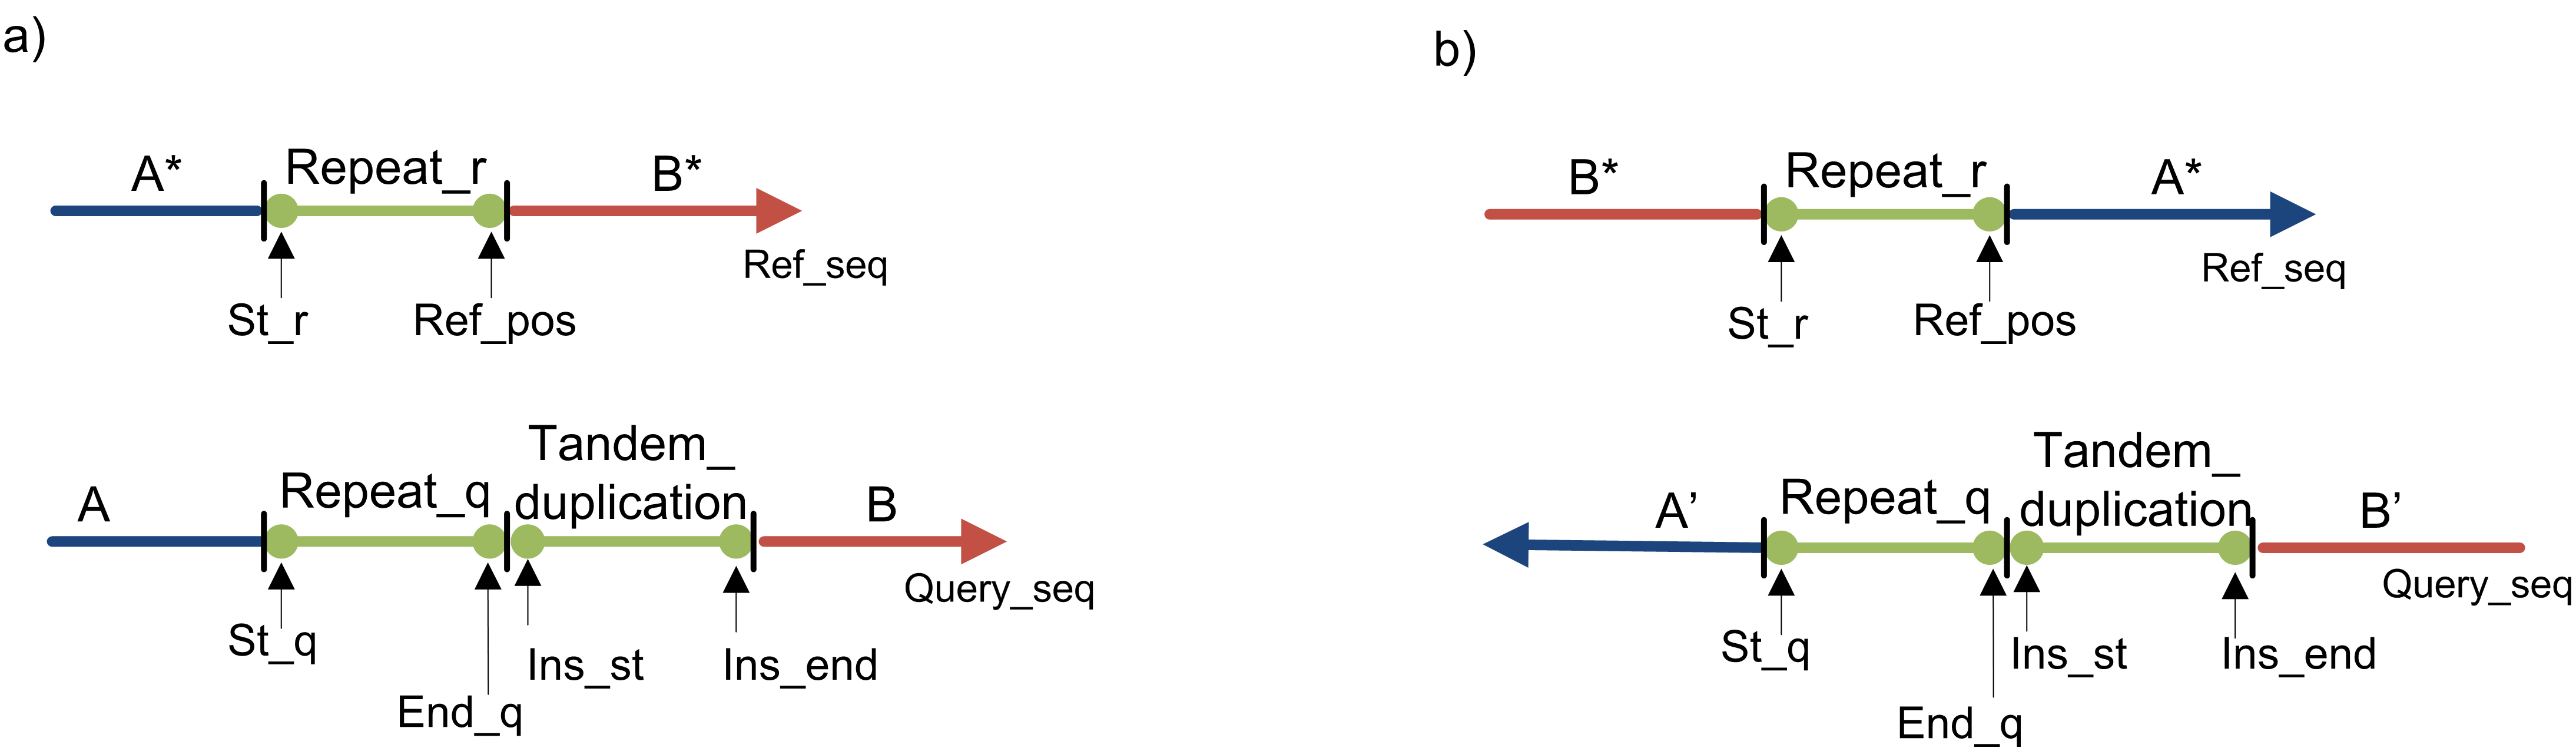 a)
A*
Repeat_r
B*
Ref_seq
St_r
Ref_pos
A
Repeat_q
Tandem_
duplication
B
Query_seq
St_q
End_q
Ins_st
Ins_end
b)
B*
Repeat_r
A*
Ref_seq
St_r
Ref_pos
A’
Repeat_q
Tandem_
duplication
B’
Query_seq
St_q
End_q
Ins_st
Ins_end